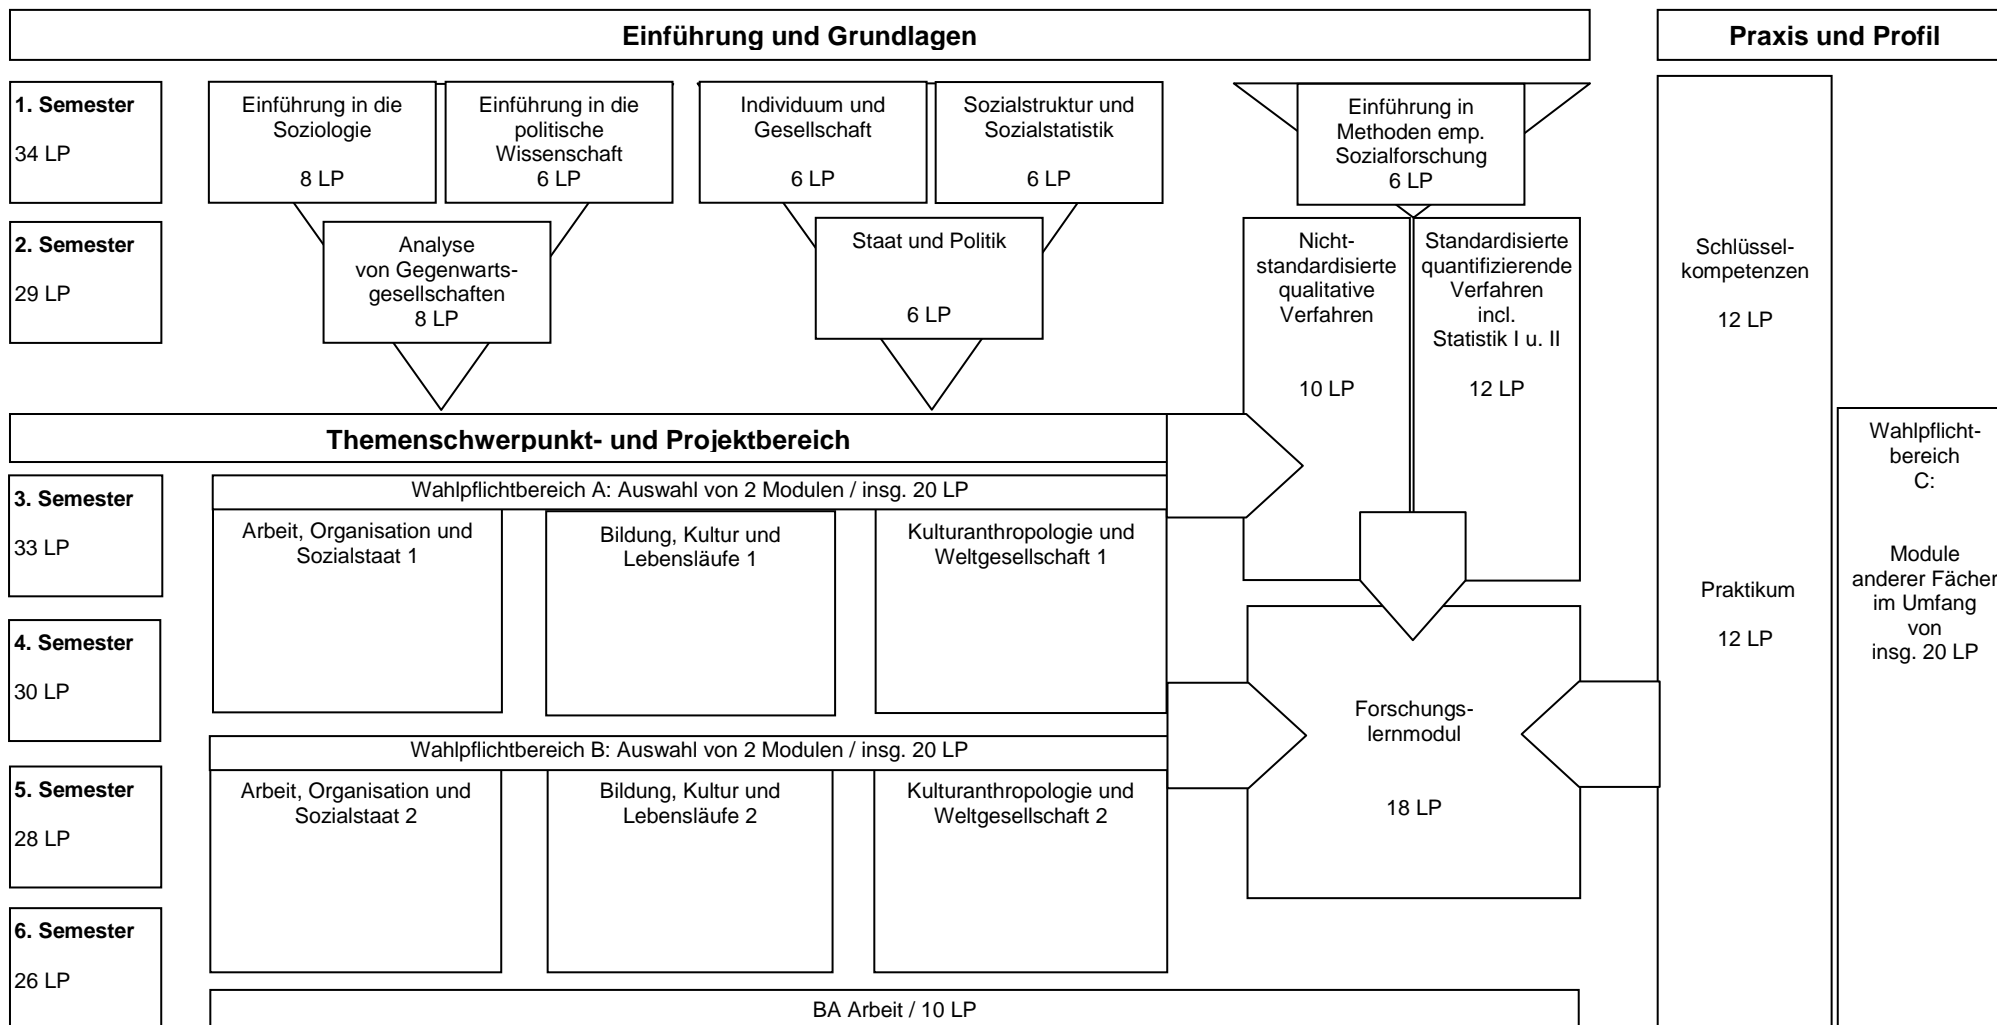 Einführung und Grundlagen
Praxis und Profil
1. Semester
34 LP
Einführung in die
Soziologie
8 LP
Einführung in die
politische
Wissenschaft
6 LP
Individuum und
Gesellschaft
6 LP
Sozialstruktur und
Sozialstatistik
6 LP
Einführung in
Methoden emp.
Sozialforschung
6 LP
2. Semester
29 LP
Analyse
von Gegenwarts-
gesellschaften
8 LP
Staat und Politik
6 LP
Nicht-
standardisierte
qualitative
Verfahren
10 LP
Standardisierte
quantifizierende
Verfahren
incl.
Statistik I u. II
12 LP
Schlüssel-
kompetenzen
12 LP
Themenschwerpunkt- und Projektbereich
3. Semester
33 LP
Wahlpflichtbereich A: Auswahl von 2 Modulen / insg. 20 LP
Arbeit, Organisation und
Sozialstaat 1
Bildung, Kultur und
Lebensläufe 1
Kulturanthropologie und
Weltgesellschaft 1
Praktikum
12 LP
Wahlpflicht-
bereich
C:
Module
anderer Fächer
im Umfang
von
insg. 20 LP
4. Semester
30 LP
Forschungs-
lernmodul
18 LP
Wahlpflichtbereich B: Auswahl von 2 Modulen / insg. 20 LP
5. Semester
28 LP
Arbeit, Organisation und
Sozialstaat 2
Bildung, Kultur und
Lebensläufe 2
Kulturanthropologie und
Weltgesellschaft 2
6. Semester
26 LP
BA Arbeit / 10 LP